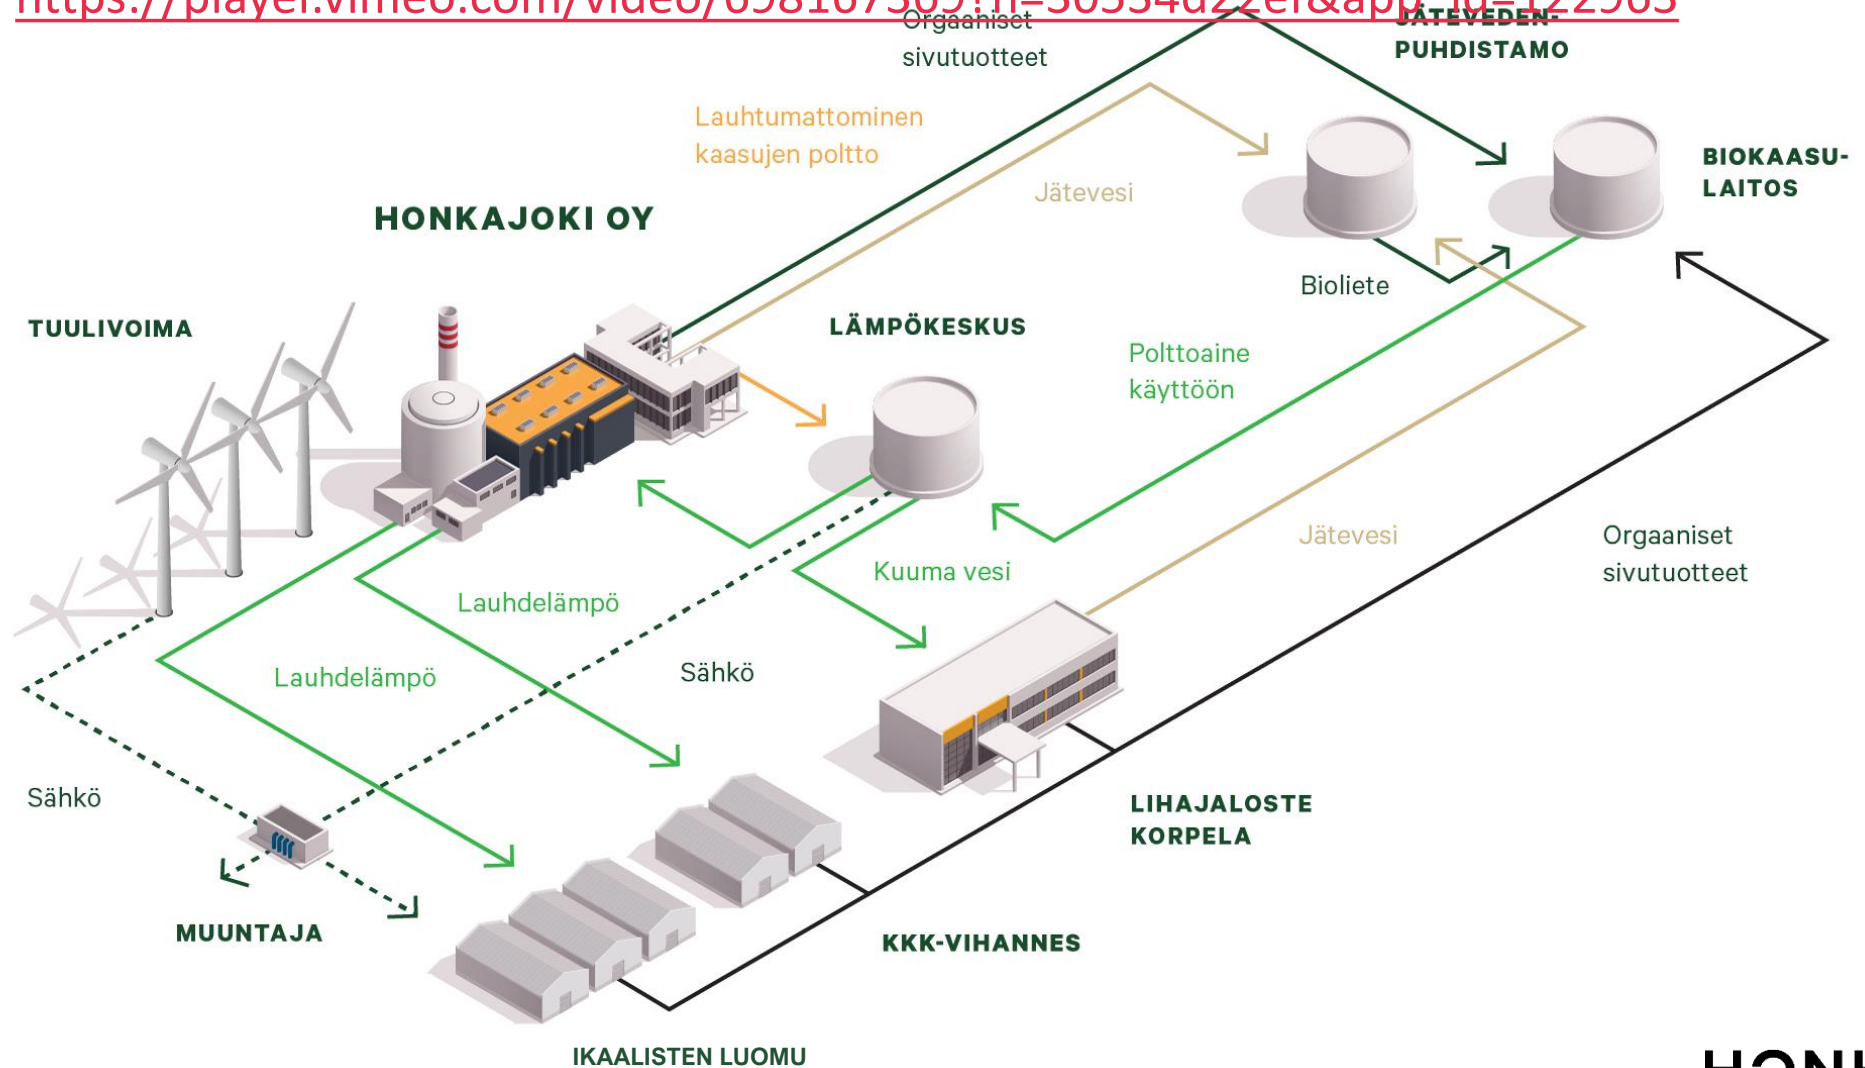 Orgaaniset
sivutuotteet
JÄTEVEDEN-
PUHDISTAMO
Lauhtumattominen
kaasujen poltto
BIOKAASU-
LAITOS
Jätevesi
HONKAJOKI OY
Bioliete
TUULIVOIMA
LÄMPÖKESKUS
Polttoaine
käyttöön
Jätevesi
Orgaaniset
sivutuotteet
Kuuma vesi
Lauhdelämpö
Sähkö
Lauhdelämpö
Sähkö
LIHAJALOSTE
KORPELA
MUUNTAJA
KKK-VIHANNES
IKAALISTEN LUOMU